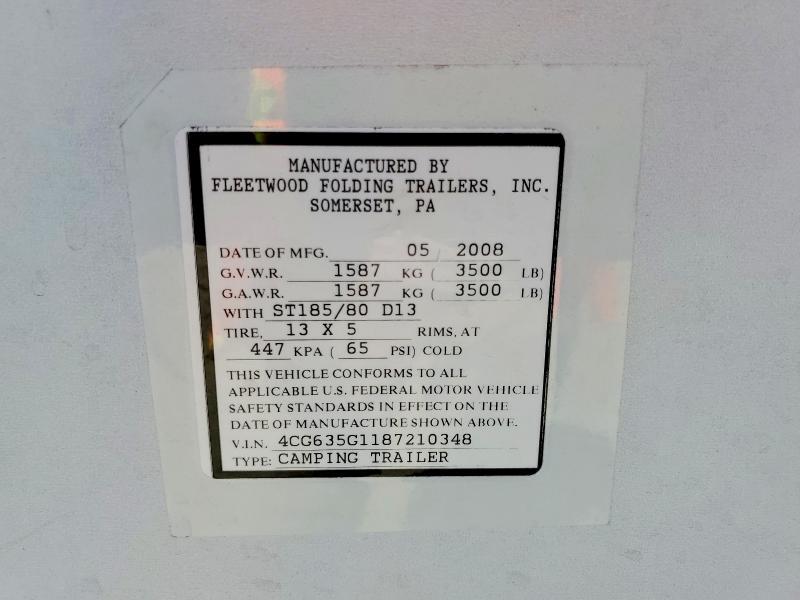 MANUFACTURED BY
FLEETWOOD FOLDING TRAILERS, INC.
SOMERSET, PA
DATE OF MFG. 05 / 2008
G.V.W.R. 1587 KG ( 3500 LB)
G.A.W.R. 1587 KG ( 3500 LB)
WITH ST185/80 D13
TIRE, 13 X 5 RIMS, AT
447 KPA ( 65 PSI) COLD
THIS VEHICLE CONFORMS TO ALL
APPLICABLE U.S. FEDERAL MOTOR VEHICLE
SAFETY STANDARDS IN EFFECT ON THE
DATE OF MANUFACTURE SHOWN ABOVE.
V.I.N. 4CG635G1187210348
TYPE: CAMPING TRAILER